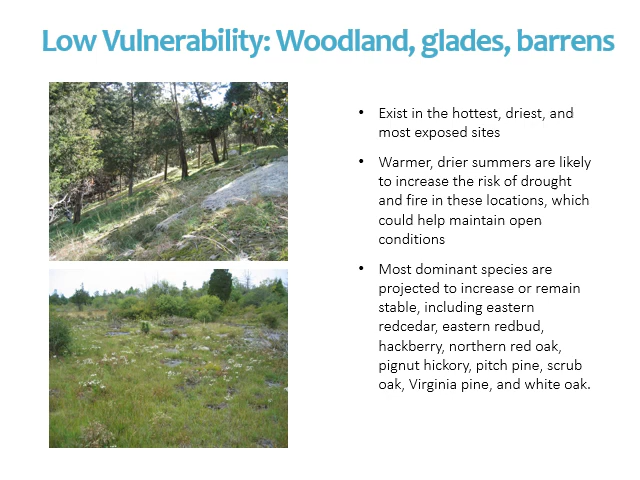 Low Vulnerability: Woodland, glades, barrens
• Exist in the hottest, driest, and
most exposed sites
• Warmer, drier summers are likely
to increase the risk of drought
and fire in these locations, which
could help maintain open
conditions
• Most dominant species are
projected to increase or remain
stable, including eastern
redcedar, eastern redbud,
hackberry, northern red oak,
pignut hickory, pitch pine, scrub
oak, Virginia pine, and white oak.